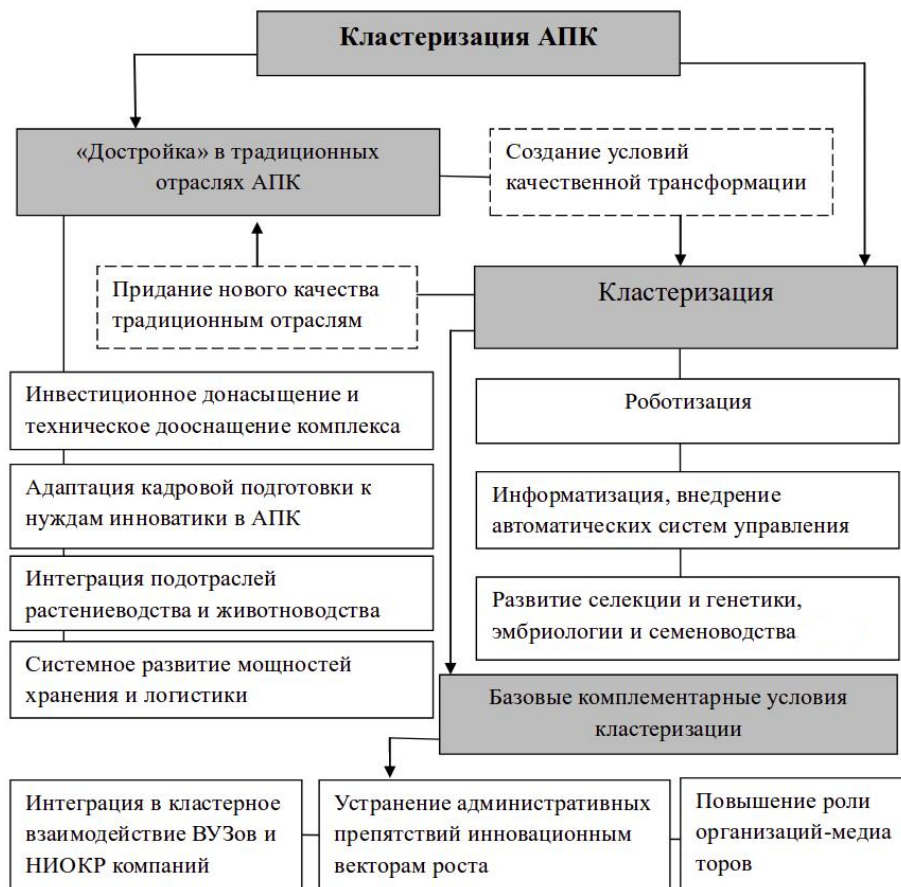 Кластеризация АПК
«Достройка» в традиционных
отраслях АПК
Создание условий
качественной трансформации
Придание нового качества
традиционным отраслям
Кластеризация
Инвестиционное донасыщение и
техническое дооснащение комплекса
Адаптация кадровой подготовки к
нуждам инноватики в АПК
Интеграция подотраслей
растениеводства и животноводства
Системное развитие мощностей
хранения и логистики
Роботизация
Информатизация, внедрение
автоматических систем управления
Развитие селекции и генетики,
эмбриологии и семеноводства
Базовые комплементарные условия
кластеризации
Интеграция в кластерное
взаимодействие ВУЗов и
НИОКР компаний
Устранение административных
препятствий инновационным
векторам роста
Повышение роли
организаций-медиа
торов